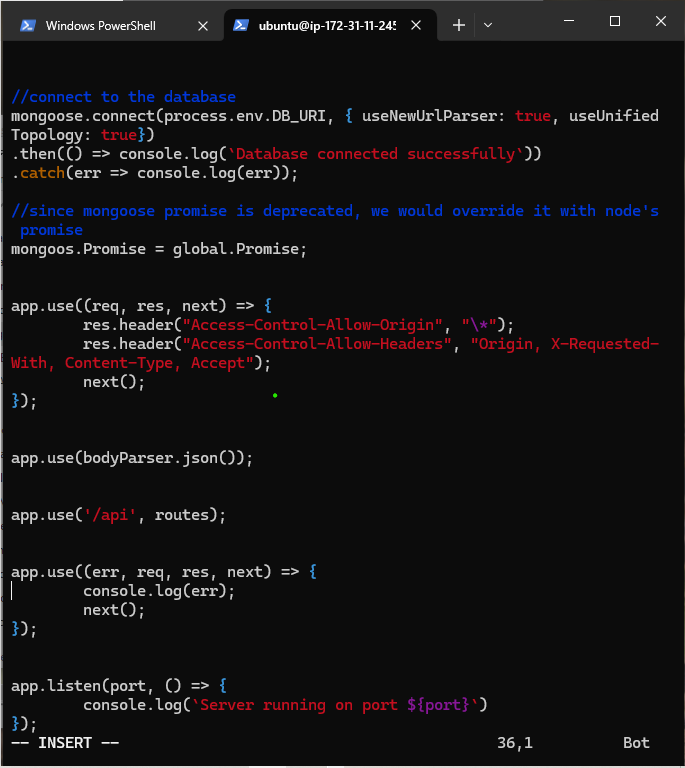 Windows PowerShell
ubuntu@ip-172-31-11-245
//connect to the database
mongoose.connect(process.env.DB_URI, { useNewUrlParser: true, useUnified
Topology: true})
.then(() => console.log(`Database connected successfully`))
.catch(err => console.log(err));
//since mongoose promise is deprecated, we would override it with node's
 promise
mongoos.Promise = global.Promise;
app.use((req, res, next) => {
        res.header("Access-Control-Allow-Origin", "\*");
        res.header("Access-Control-Allow-Headers", "Origin, X-Requested-
With, Content-Type, Accept");
        next();
});
app.use(bodyParser.json());
app.use('/api', routes);
app.use((err, req, res, next) => {
        console.log(err);
        next();
});
app.listen(port, () => {
        console.log(`Server running on port ${port}`)
});
-- INSERT -- 36,1 Bot